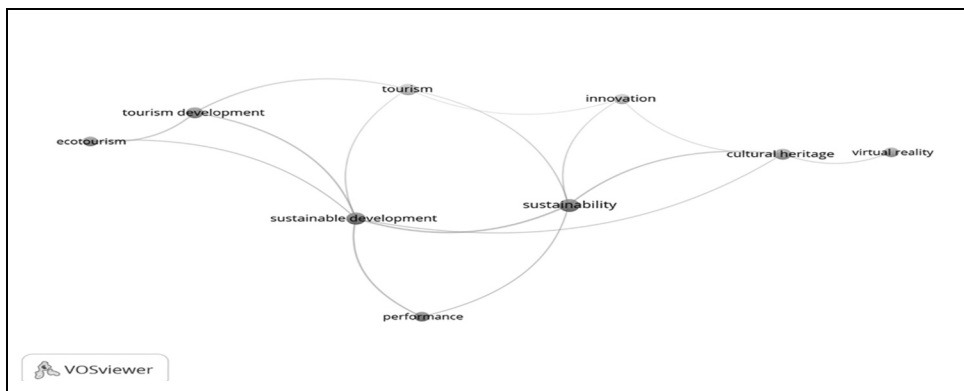 tourism
innovation
tourism development
ecotourism
cultural heritage
virtual reality
sustainability
sustainable development
performance
VOSviewer